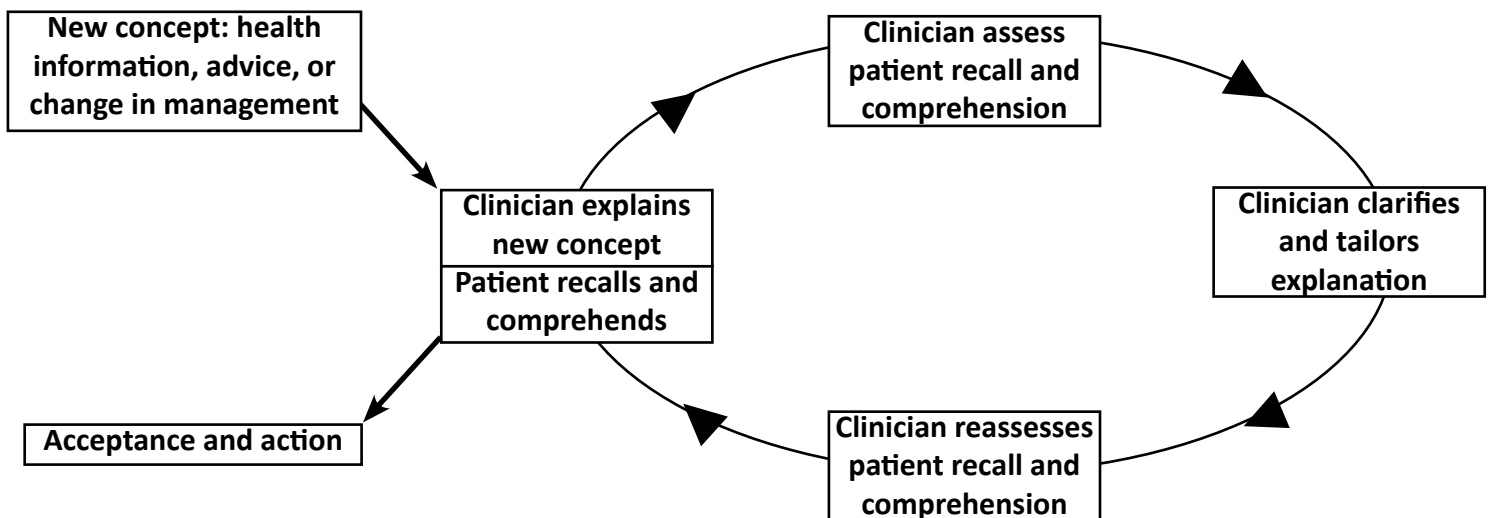 New concept: health
information, advice, or
change in management
Clinician explains
new concept
Patient recalls and
comprehends
Acceptance and action
Clinician assess
patient recall and
comprehension
Clinician clarifies
and tailors
explanation
Clinician reassesses
patient recall and
comprehension